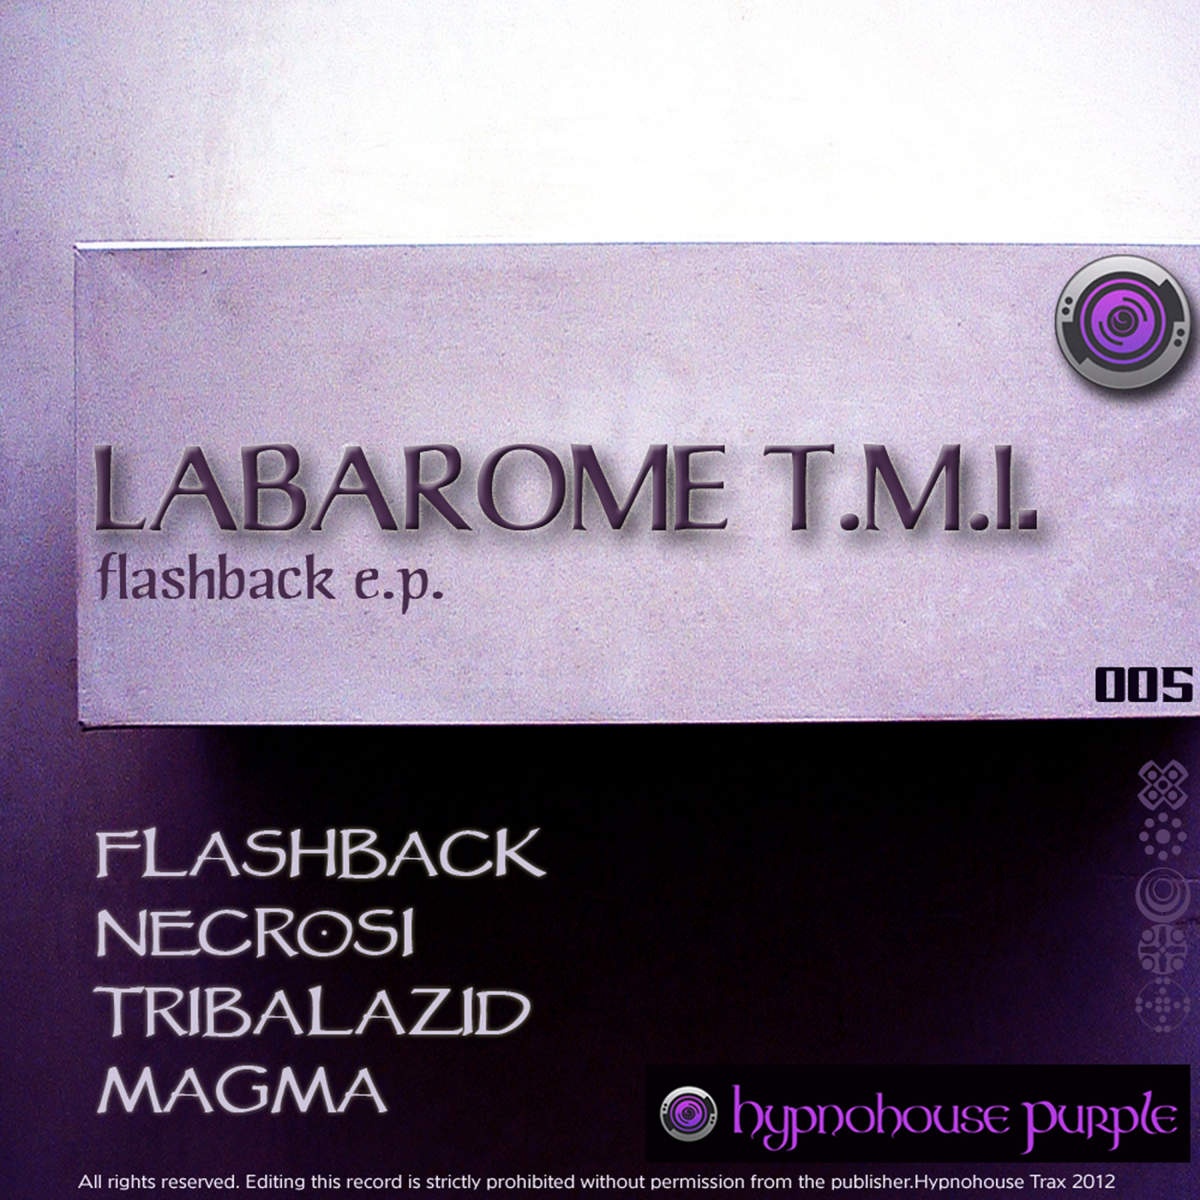 LABAROME T.M.I.
flashback e.p.
005
FLASHBACK
NECROSI
TRIBALAZID
MAGMA
hypnohouse purple
All rights reserved. Editing this record is strictly prohibited without permission from the publisher.Hypnohouse Trax 2012